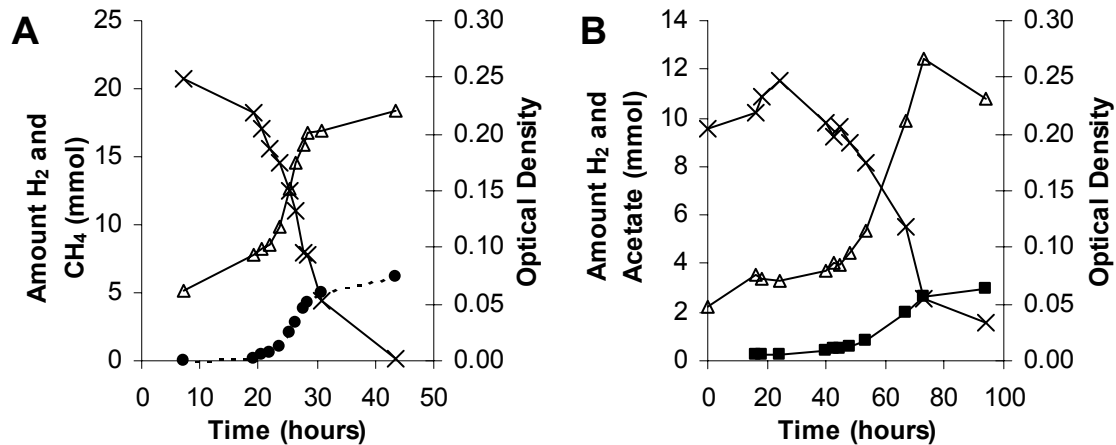 A
Amount H₂ and
CH₄ (mmol)
25
20
15
10
5
0
0.30
0.25
0.20
0.15
0.10
0.05
0.00
Optical Density
0 10 20 30 40 50
Time (hours)
B
Amount H₂ and
Acetate (mmol)
14
12
10
8
6
4
2
0
0.30
0.25
0.20
0.15
0.10
0.05
0.00
Optical Density
0 20 40 60 80 100
Time (hours)